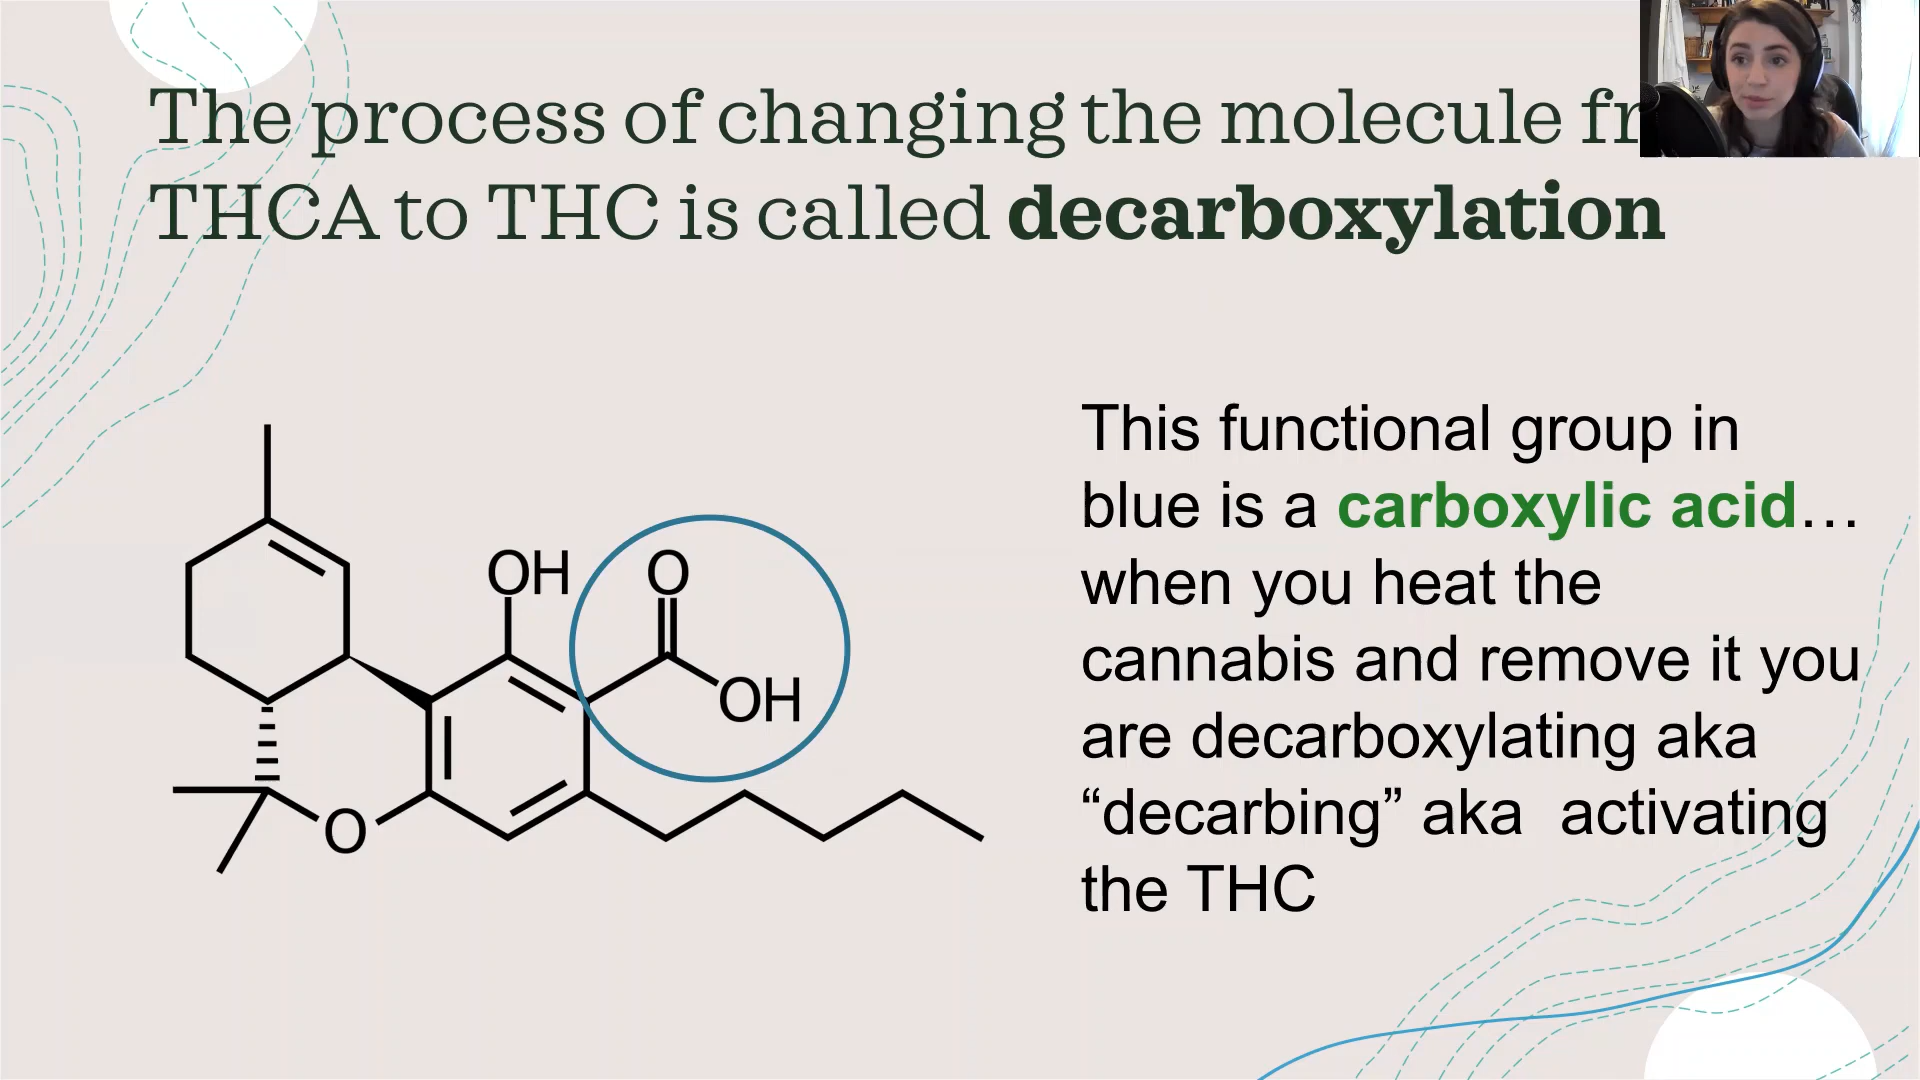 The process of changing the molecule fr
THCA to THC is called decarboxylation
This functional group in
blue is a carboxylic acid…
when you heat the
cannabis and remove it you
are decarboxylating aka
“decarbing” aka  activating
the THC
OH
O
OH
O